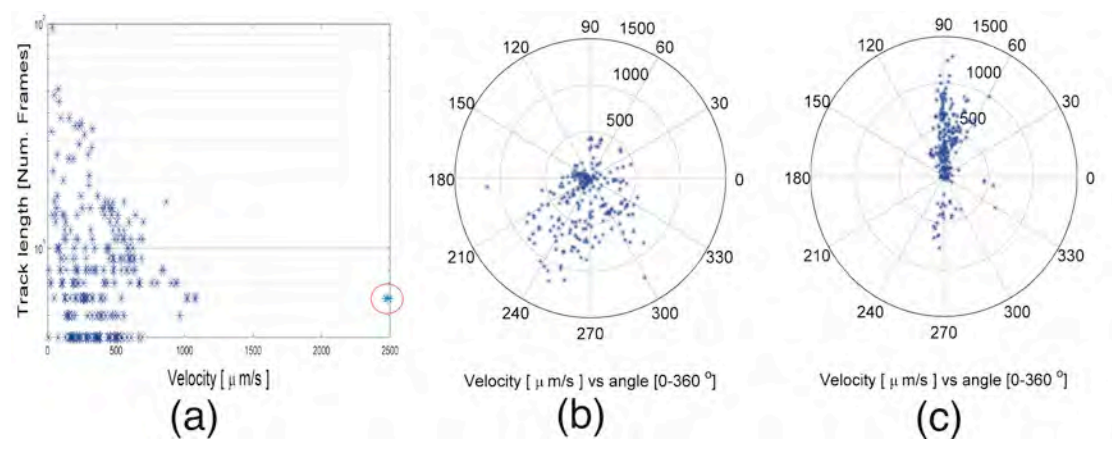 10²
10¹
Track length [Num. Frames]
0 500 1000 1500 2000 2500
Velocity [ μ m/s ]
(a)
90 1500
120 60
1000
150 30
500
180 0
210 330
240 300
270
Velocity [ μ m/s ] vs angle [0-360 º]
(b)
90 1500
120 60
1000
150 30
500
180 0
210 330
240 300
270
Velocity [ μ m/s ] vs angle [0-360 º]
(c)